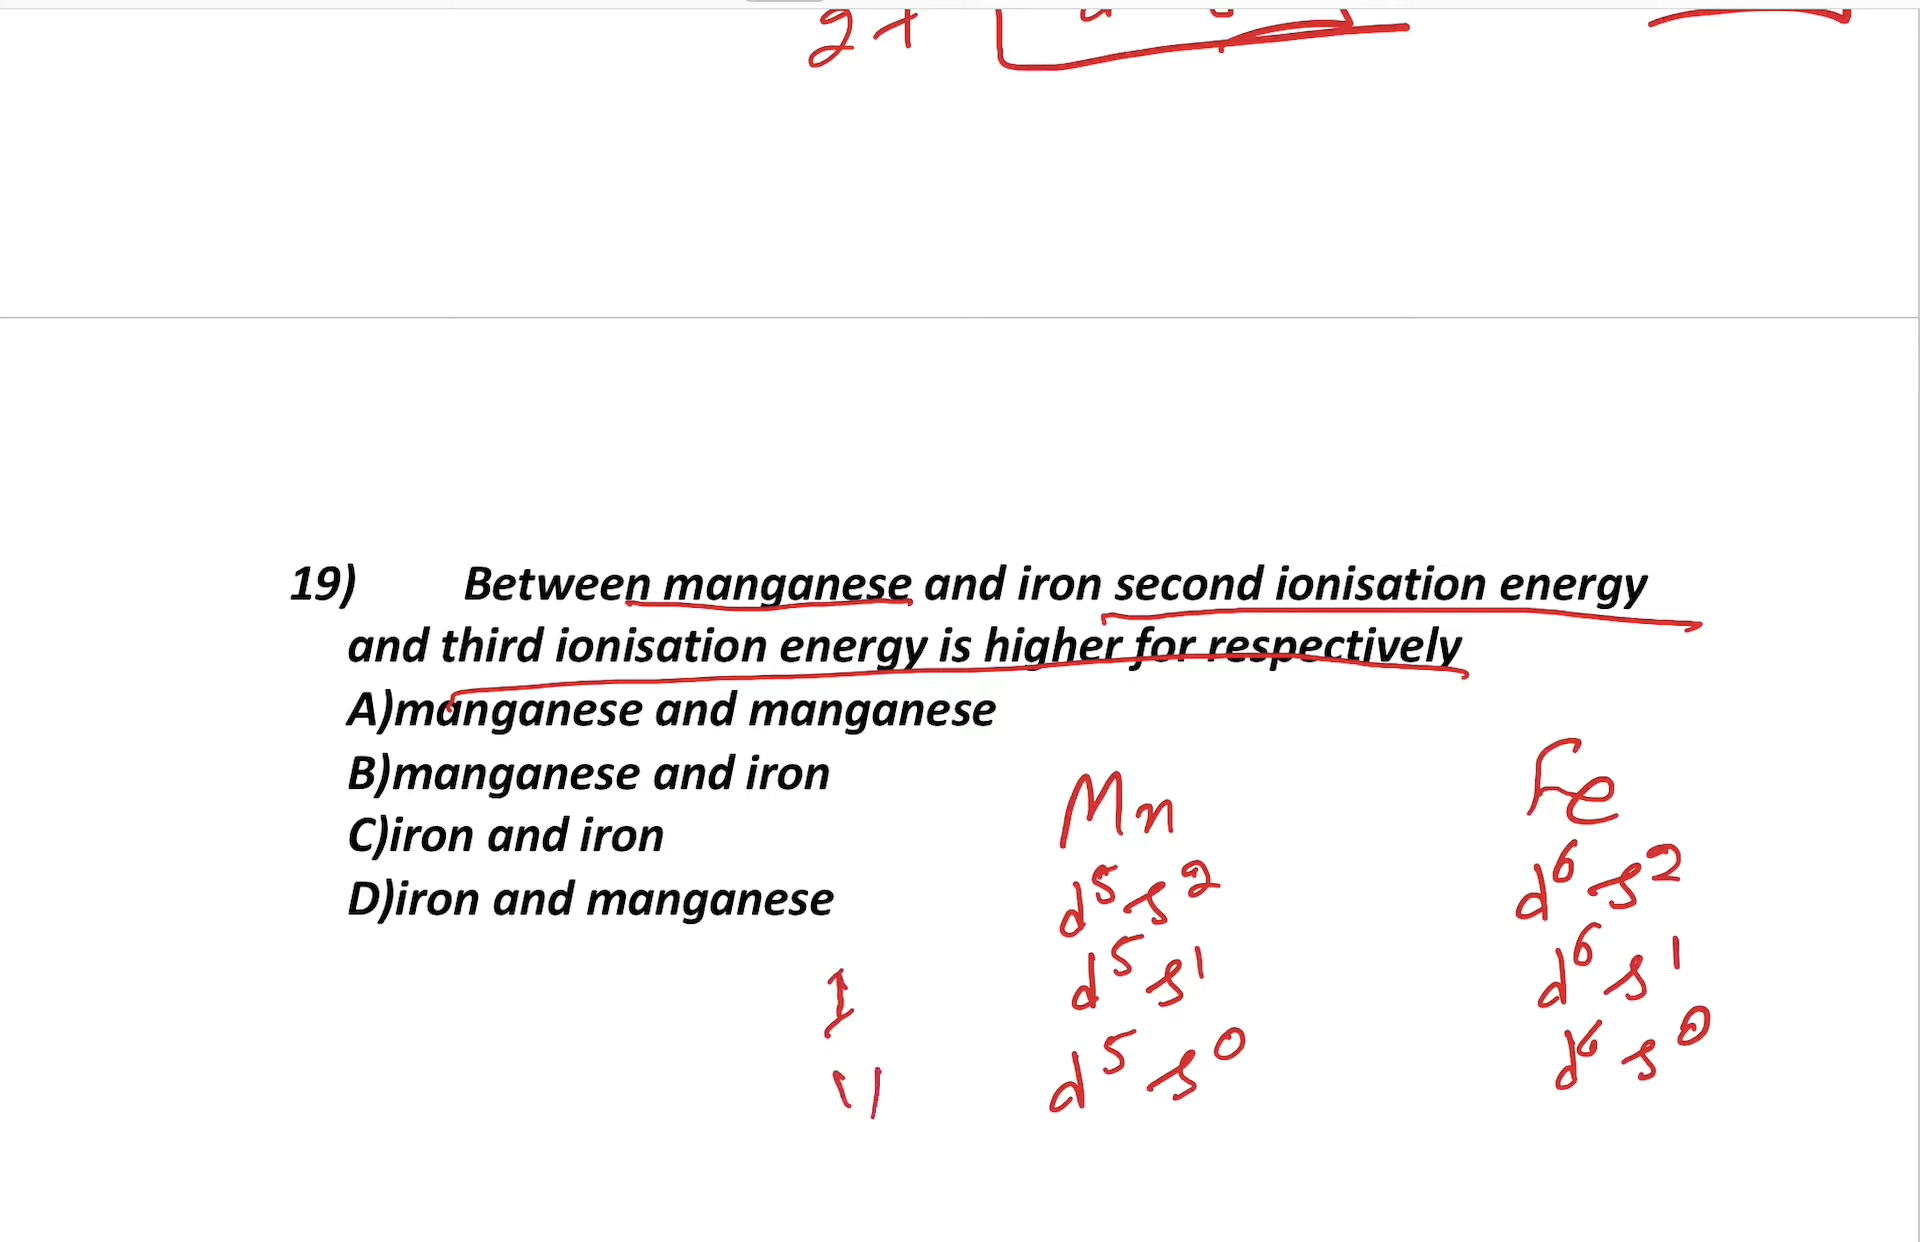 2+
19) Between manganese and iron second ionisation energy
and third ionisation energy is higher for respectively
A)manganese and manganese
B)manganese and iron
C)iron and iron
D)iron and manganese
Mn Fe
d⁵s² d⁶s²
I d⁵s¹ d⁶s¹
II d⁵s⁰ d⁶s⁰